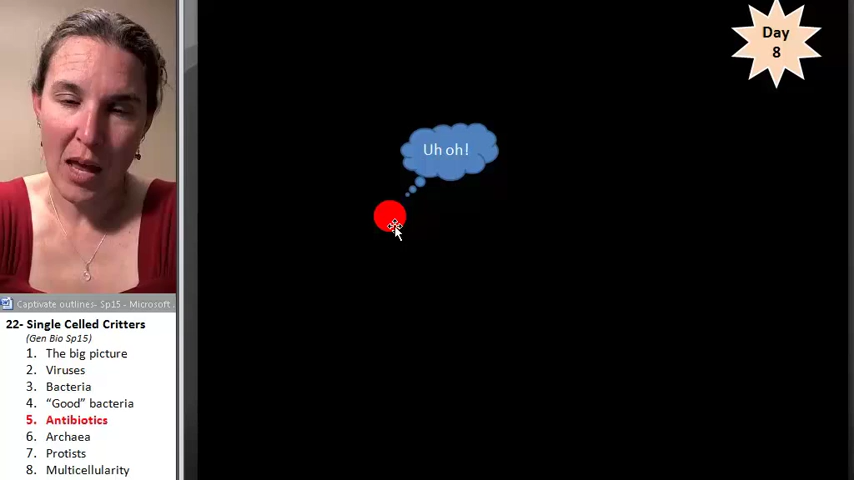 Day
8
Uh oh!
Captivate outlines- Sp15 - Microsoft
22- Single Celled Critters
(Gen Bio Sp15)
1. The big picture
2. Viruses
3. Bacteria
4. “Good” bacteria
5. Antibiotics
6. Archaea
7. Protists
8. Multicellularity